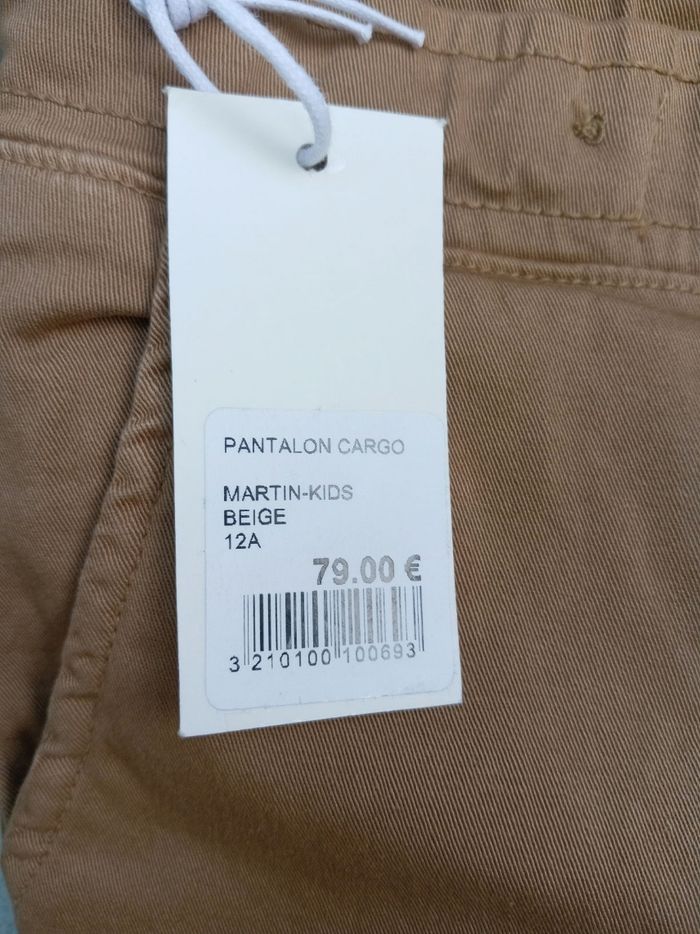 PANTALON CARGO
MARTIN-KIDS
BEIGE
12A
79.00 €
3 210100 100693